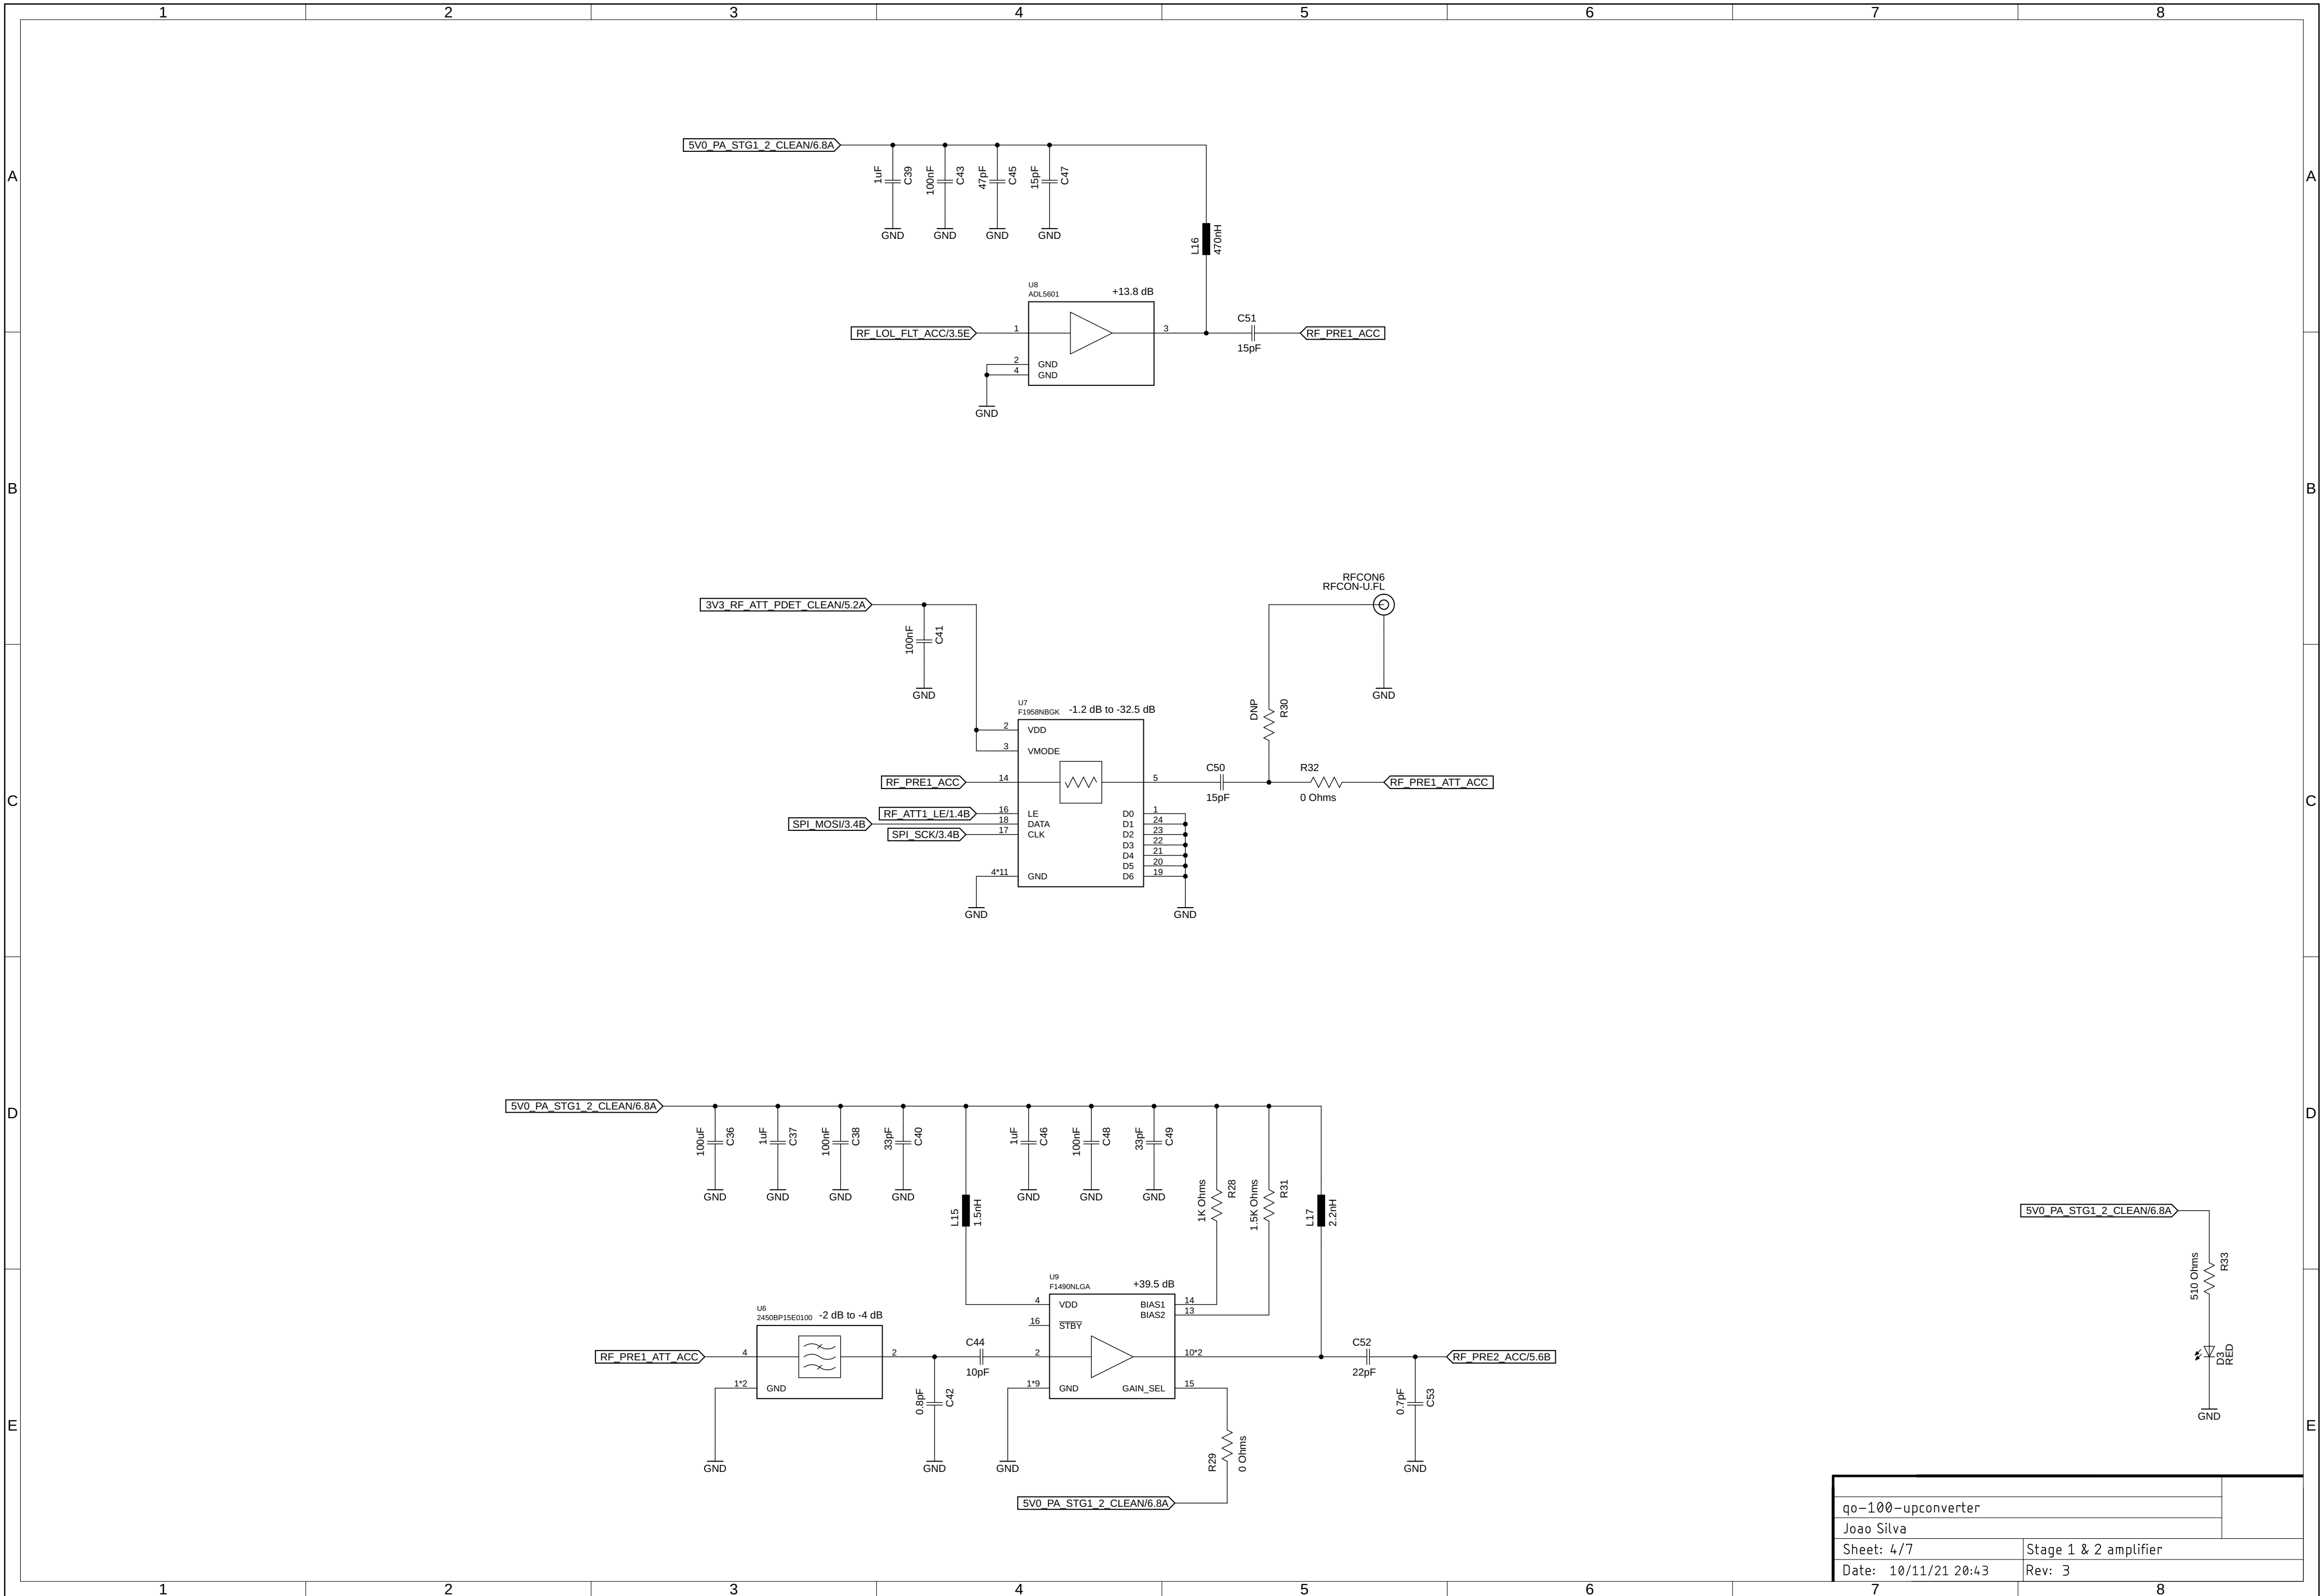 1 2 3 4 5 6 7 8
A A
5V0_PA_STG1_2_CLEAN/6.8A
1uF C39 100nF C43 47pF C45 15pF C47
GND GND GND GND
L16 470nH
U8
ADL5601 +13.8 dB
RF_LOL_FLT_ACC/3.5E 1 3 C51 RF_PRE1_ACC
15pF
2 GND
4 GND
GND
B B
RFCON6
RFCON-U.FL
3V3_RF_ATT_PDET_CLEAN/5.2A
100nF C41
GND GND
U7
F1958NBGK -1.2 dB to -32.5 dB
DNP R30
2 VDD
3 VMODE
C C
RF_PRE1_ACC 14 5 C50 R32 RF_PRE1_ATT_ACC
15pF 0 Ohms
RF_ATT1_LE/1.4B 16 LE D0 1
SPI_MOSI/3.4B 18 DATA D1 24
SPI_SCK/3.4B 17 CLK D2 23
D3 22
D4 21
D5 20
4*11 GND D6 19
GND GND
D D
5V0_PA_STG1_2_CLEAN/6.8A
100uF C36 1uF C37 100nF C38 33pF C40 1uF C46 100nF C48 33pF C49
GND GND GND GND GND GND GND
L15 1.5nH 1K Ohms R28 1.5K Ohms R31 L17 2.2nH
5V0_PA_STG1_2_CLEAN/6.8A
510 Ohms R33
D3 RED
GND
U9
F1490NLGA +39.5 dB
4 VDD BIAS1 14
BIAS2 13
16 STBY
U6
2450BP15E0100 -2 dB to -4 dB
RF_PRE1_ATT_ACC 4 2 C44 2 10*2 C52 RF_PRE2_ACC/5.6B
10pF 22pF
1*2 GND 1*9 GND GAIN_SEL 15
0.8pF C42 0.7pF C53
E E
R29 0 Ohms
GND GND GND GND
5V0_PA_STG1_2_CLEAN/6.8A
qo-100-upconverter
Joao Silva
Sheet: 4/7 Stage 1 & 2 amplifier
Date: 10/11/21 20:43 Rev: 3
1 2 3 4 5 6 7 8